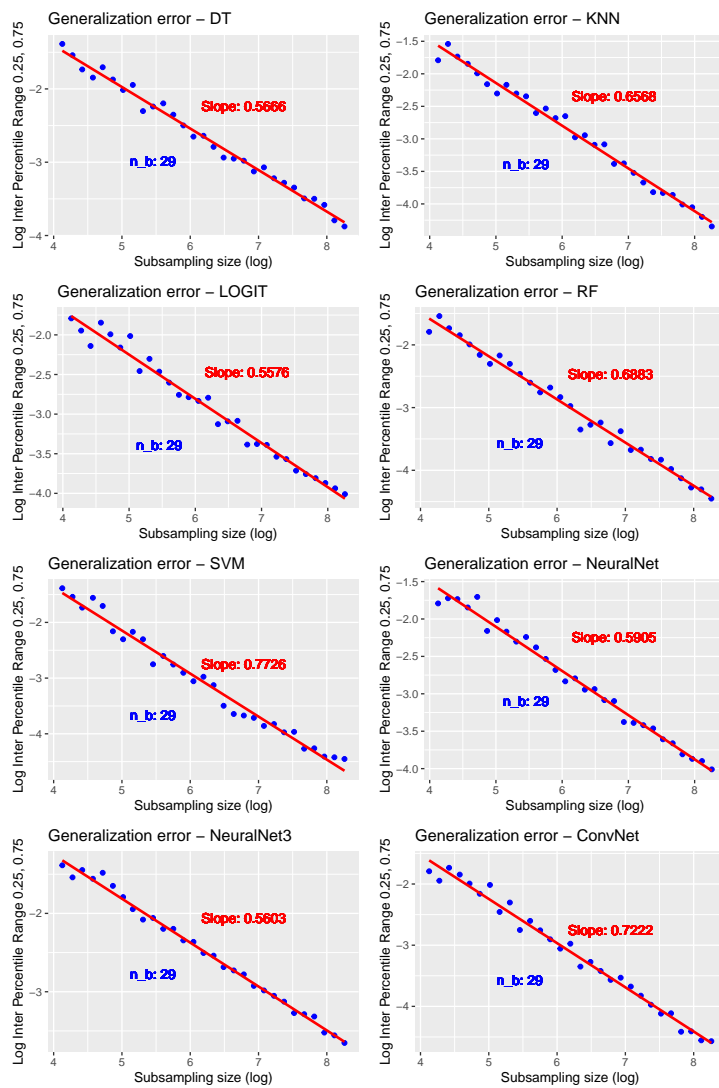 Generalization error − DT
Log Inter Percentile Range 0.25, 0.75
−2
−3
−4
Slope: 0.5666
n_b: 29
4 5 6 7 8
Subsampling size (log)
Generalization error − KNN
Log Inter Percentile Range 0.25, 0.75
−1.5
−2.0
−2.5
−3.0
−3.5
−4.0
Slope: 0.6568
n_b: 29
4 5 6 7 8
Subsampling size (log)
Generalization error − LOGIT
Log Inter Percentile Range 0.25, 0.75
−2.0
−2.5
−3.0
−3.5
−4.0
Slope: 0.5576
n_b: 29
4 5 6 7 8
Subsampling size (log)
Generalization error − RF
Log Inter Percentile Range 0.25, 0.75
−2
−3
−4
Slope: 0.6883
n_b: 29
4 5 6 7 8
Subsampling size (log)
Generalization error − SVM
Log Inter Percentile Range 0.25, 0.75
−2
−3
−4
Slope: 0.7726
n_b: 29
4 5 6 7 8
Subsampling size (log)
Generalization error − NeuralNet
Log Inter Percentile Range 0.25, 0.75
−1.5
−2.0
−2.5
−3.0
−3.5
−4.0
Slope: 0.5905
n_b: 29
4 5 6 7 8
Subsampling size (log)
Generalization error − NeuralNet3
Log Inter Percentile Range 0.25, 0.75
−2
−3
Slope: 0.5603
n_b: 29
4 5 6 7 8
Subsampling size (log)
Generalization error − ConvNet
Log Inter Percentile Range 0.25, 0.75
−2
−3
−4
Slope: 0.7222
n_b: 29
4 5 6 7 8
Subsampling size (log)